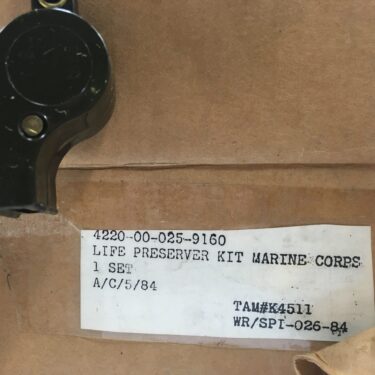 4220-00-025-9160
LIFE PRESERVER KIT MARINE CORPS
1 SET
A/C/5/84
TAM#K4511
WR/SPI-026-84